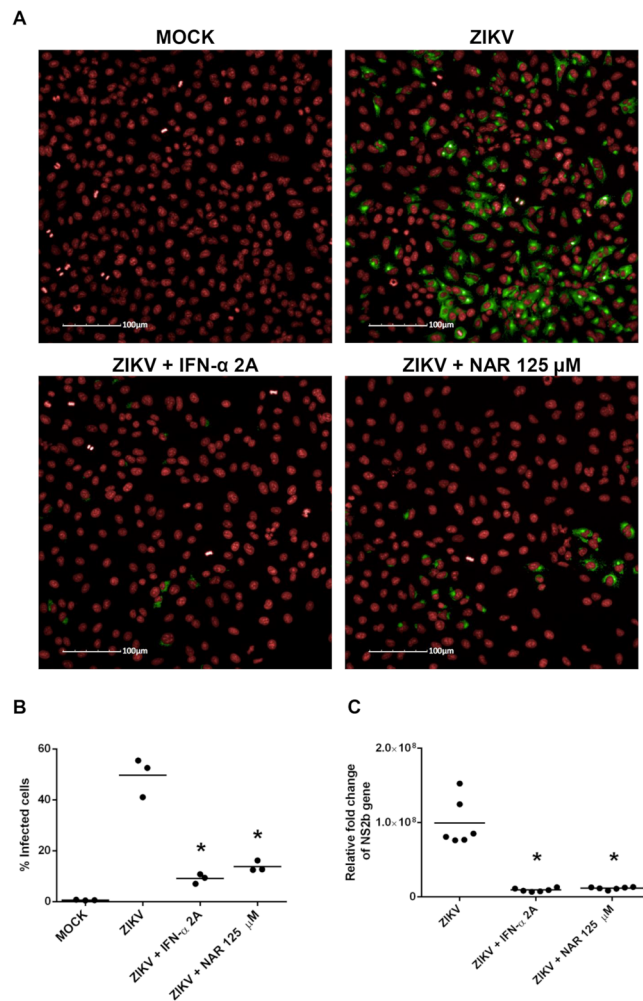 A
MOCK
ZIKV
100µm
100µm
ZIKV + IFN-α 2A
ZIKV + NAR 125 µM
100µm
100µm
B
C
% Infected cells
60
40
20
0
MOCK
ZIKV
ZIKV + IFN-α 2A
ZIKV + NAR 125 µM
*
*
Relative fold change
of NS2b gene
2.0×10⁸
1.0×10⁸
0
ZIKV
ZIKV + IFN-α 2A
ZIKV + NAR 125 µM
*
*